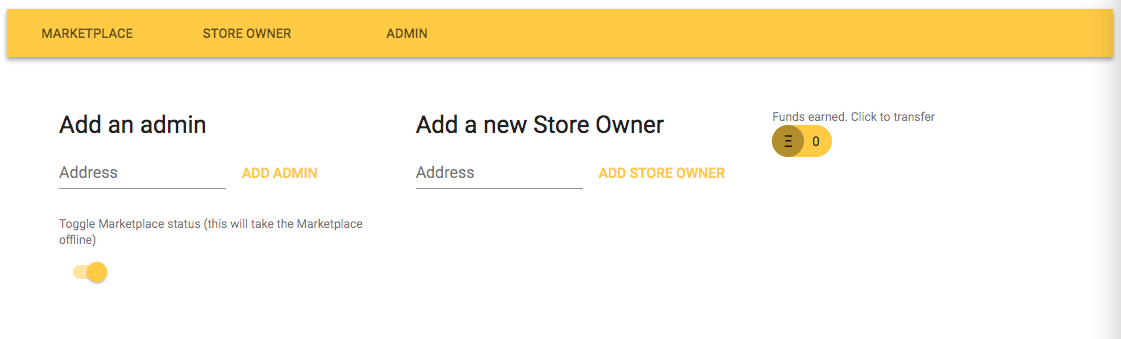 MARKETPLACE STORE OWNER ADMIN
Add an admin
Address ADD ADMIN
Toggle Marketplace status (this will take the Marketplace
offline)
Add a new Store Owner
Address ADD STORE OWNER
Funds earned. Click to transfer
Ξ 0